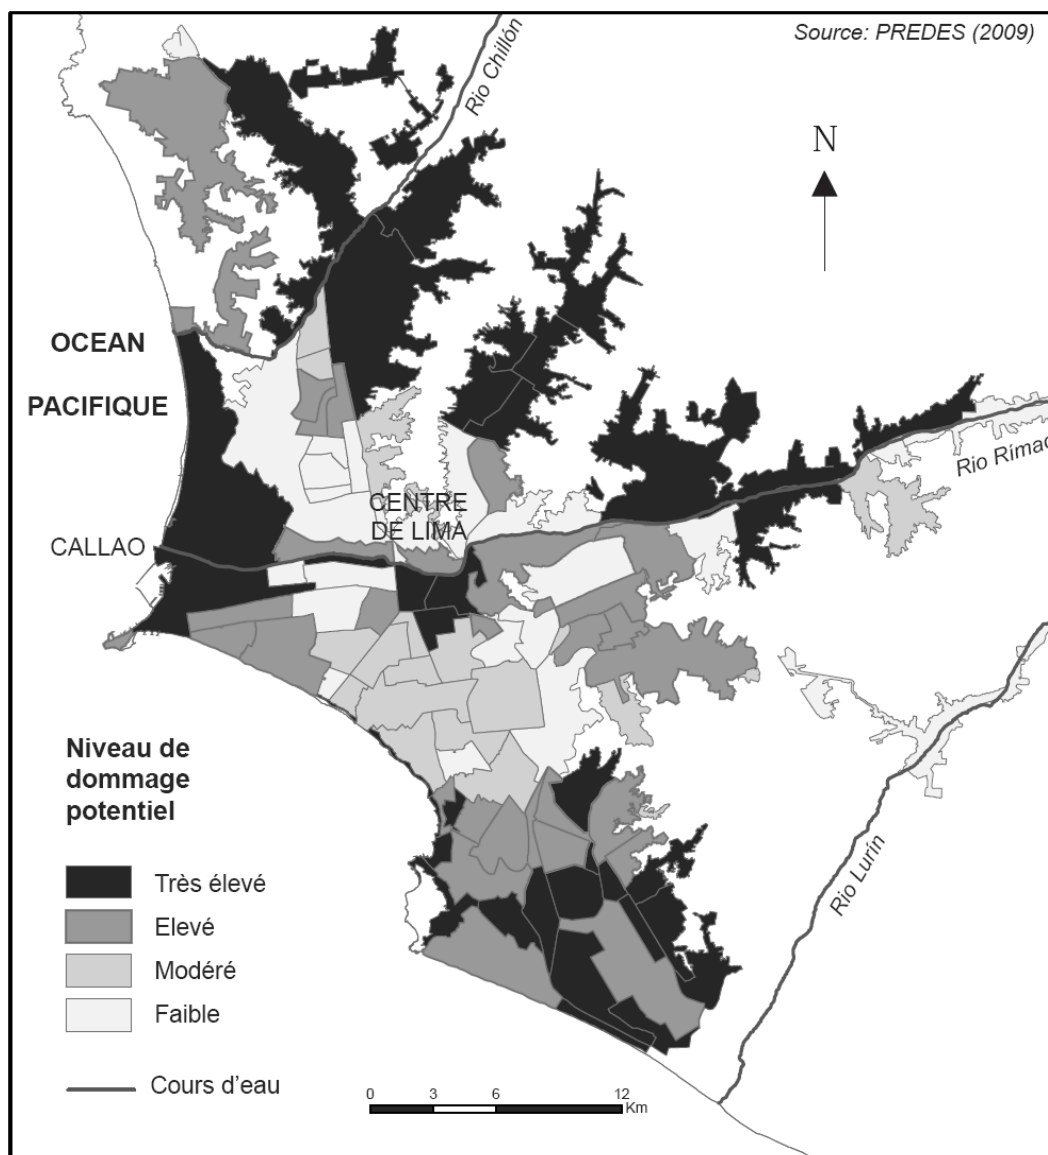 Source: PREDES (2009)
Rio Chillón
N
OCEAN
PACIFIQUE
Rio Rímac
CENTRE
DE LIMA
CALLAO
Niveau de
dommage
potentiel
Très élevé
Elevé
Modéré
Faible
Cours d'eau
Rio Lurín
0 3 6 12
Km